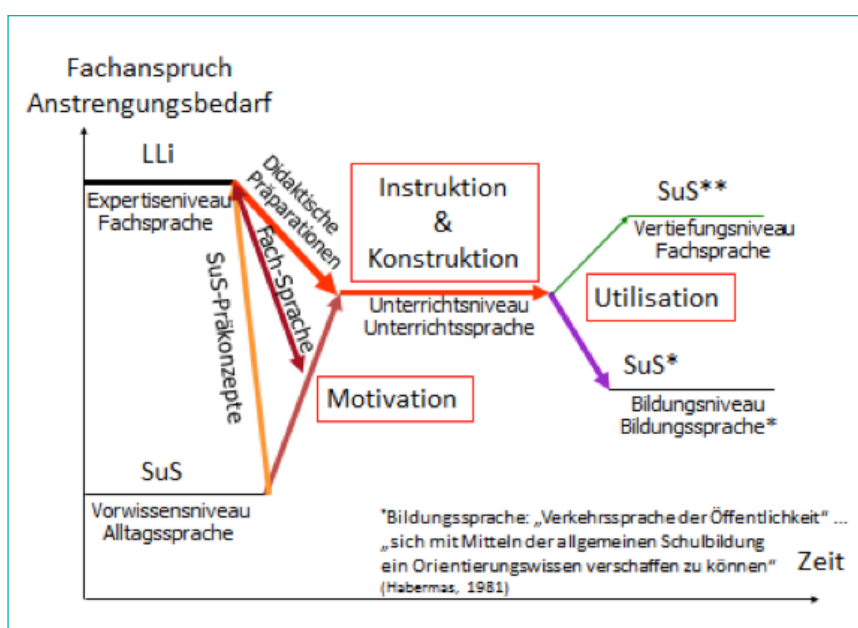 Fachanspruch
Anstrengungsbedarf
LLi
Expertiseniveau
Fachsprache
Didaktische
Präparationen
Fach-Sprache
SuS-Präkonzepte
Instruktion
&
Konstruktion
Unterrichtsniveau
Unterrichtssprache
SuS**
Vertiefungsniveau
Fachsprache
Utilisation
SuS*
Bildungsniveau
Bildungssprache*
Motivation
SuS
Vorwissensniveau
Alltagssprache
*Bildungssprache: „Verkehrssprache der Öffentlichkeit“ ...
„sich mit Mitteln der allgemeinen Schulbildung
ein Orientierungswissen verschaffen zu können“
(Habermas, 1981)
Zeit